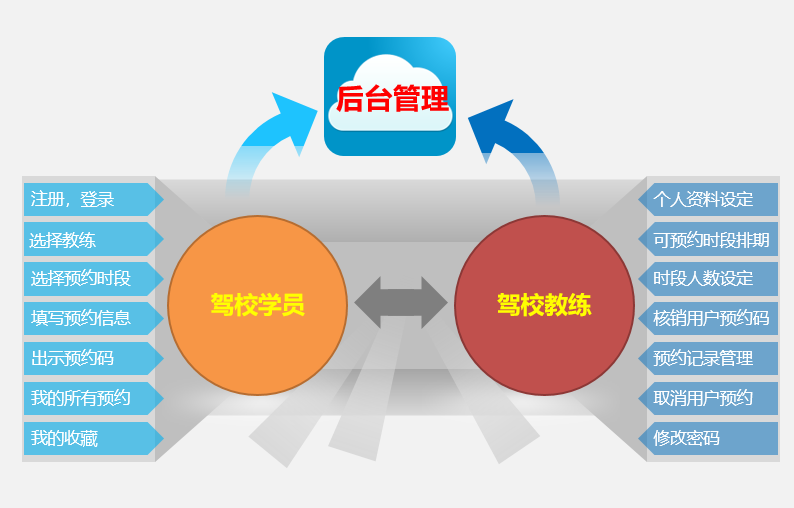 后台管理
注册，登录
选择教练
选择预约时段
填写预约信息
出示预约码
我的所有预约
我的收藏
驾校学员
驾校教练
个人资料设定
可预约时段排期
时段人数设定
核销用户预约码
预约记录管理
取消用户预约
修改密码